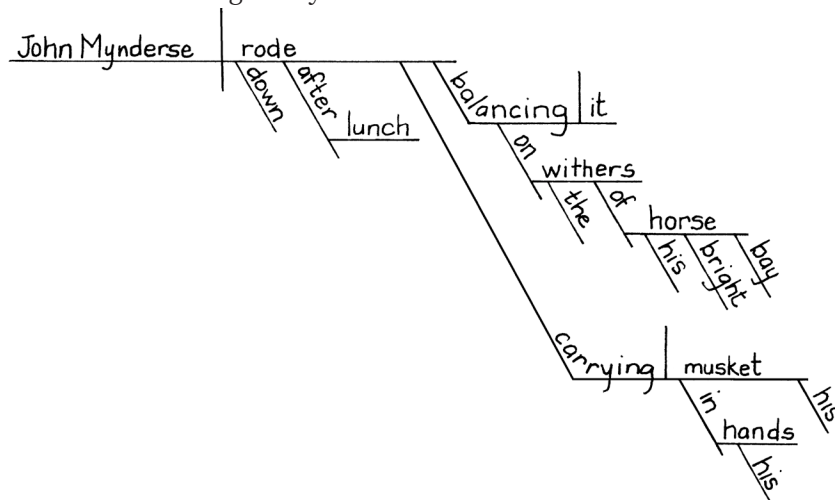 John Mynderse rode
down after lunch
balancing it
on withers
the of horse
his bright bay
carrying musket
his
in hands
his